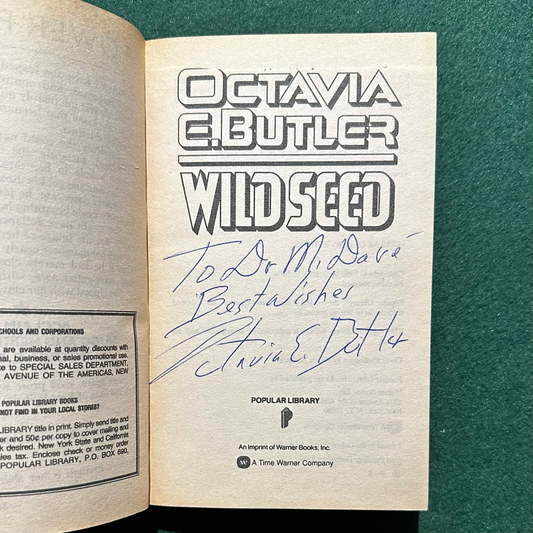 SCHOOLS AND CORPORATIONS
are available at quantity discounts with
nal, business, or sales promotional use.
e to SPECIAL SALES DEPARTMENT,
AVENUE OF THE AMERICAS, NEW
POPULAR LIBRARY BOOKS
NOT FIND IN YOUR LOCAL STORES?
LIBRARY title in print. Simply send title and
er and 50¢ per copy to cover mailing and
k desired. New York State and California
les tax. Enclose check or money order
POPULAR LIBRARY, P.O. BOX 690,
OCTAVIA
E. BUTLER
WILD SEED
To Dr M. Davé
Best Wishes
Octavia E. Butler
POPULAR LIBRARY
An Imprint of Warner Books, Inc.
W A Time Warner Company